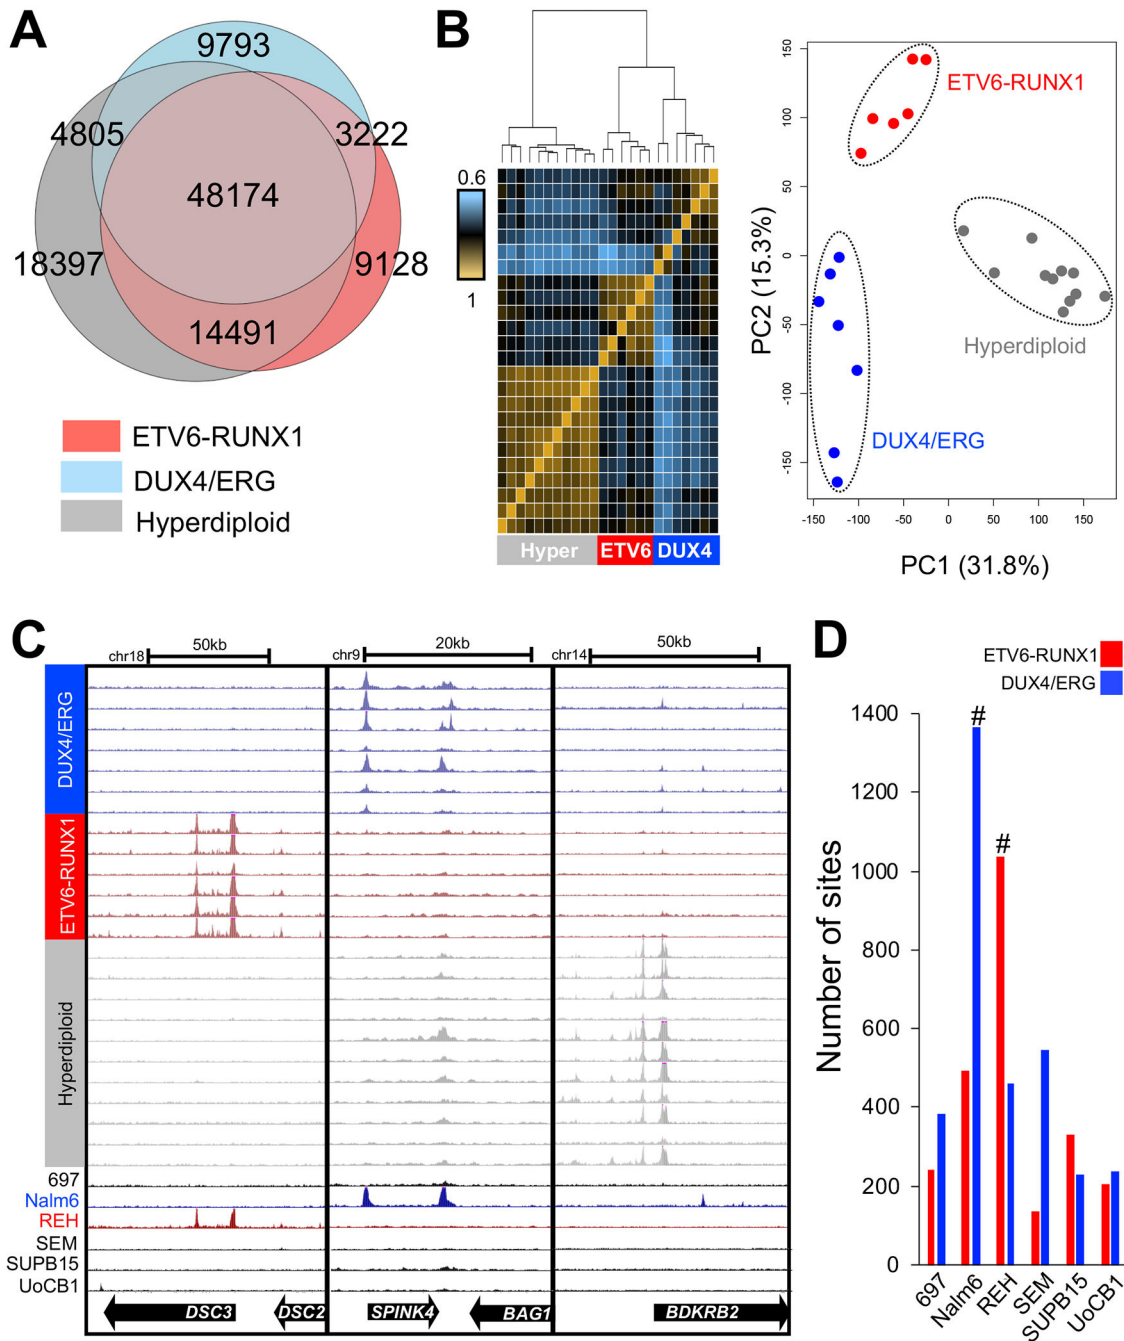 A
9793
4805
3222
48174
18397
9128
14491
ETV6-RUNX1
DUX4/ERG
Hyperdiploid
B
0.6
1
Hyper
ETV6
DUX4
150
100
50
0
-50
-100
-150
PC2 (15.3%)
ETV6-RUNX1
Hyperdiploid
DUX4/ERG
-150
-100
-50
0
50
100
150
PC1 (31.8%)
C
chr18
50kb
chr9
20kb
chr14
50kb
DUX4/ERG
ETV6-RUNX1
Hyperdiploid
697
Nalm6
REH
SEM
SUPB15
UoCB1
DSC3
DSC2
SPINK4
BAG1
BDKRB2
D
ETV6-RUNX1
DUX4/ERG
Number of sites
1400
1200
1000
800
600
400
200
0
#
#
697
Nalm6
REH
SEM
SUPB15
UoCB1